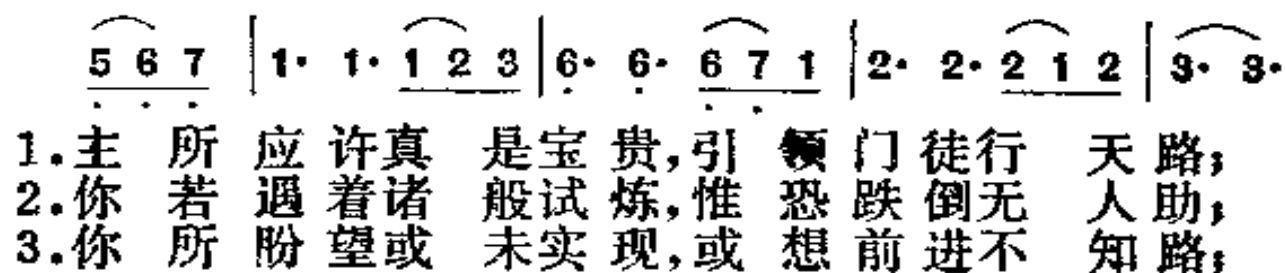 5 6 7 | 1· 1· 1 2 3 | 6· 6· 6 7 1 | 2· 2· 2 1 2 | 3· 3·
1.主 所 应 许 真 是 宝 贵,引 领 门 徒 行 天 路;
2.你 若 遇 着 诸 般 试 炼,惟 恐 跌 倒 无 人 助;
3.你 所 盼 望 或 未 实 现,或 想 前 进 不 知 路;